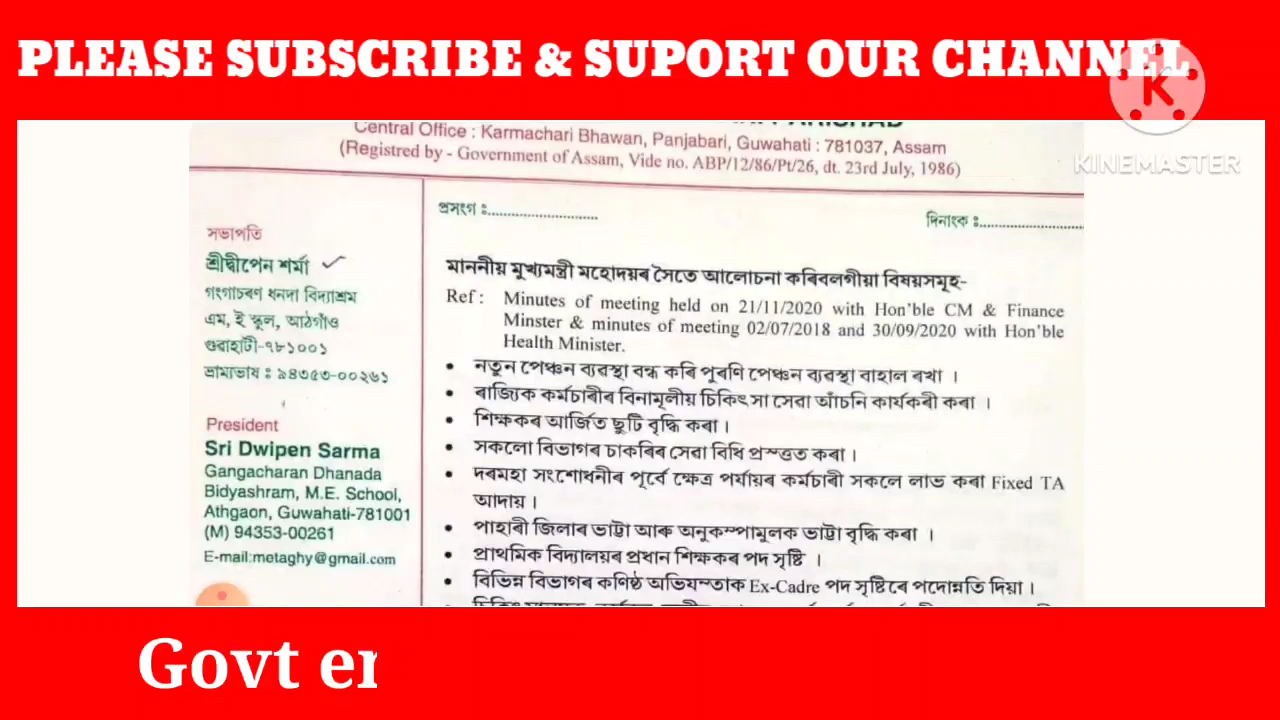 PLEASE SUBSCRIBE & SUPORT OUR CHANNEL
K
KINEMASTER
Central Office : Karmachari Bhawan, Panjabari, Guwahati : 781037, Assam
(Registred by - Government of Assam, Vide no. ABP/12/86/Pt/26, dt. 23rd July, 1986)
প্ৰসংগ ঃ..............................
দিনাংক ঃ..............................
সভাপতি
শ্ৰীদ্বীপেন শৰ্মা
গংগাচৰণ ধনদা বিদ্যাশ্ৰম
এম, ই স্কুল, আঠগাঁও
গুৱাহাটী-৭৮১০০১
ভ্ৰাম্যভাষ ঃ ৯৪৩৫৩-০০২৬১
President
Sri Dwipen Sarma
Gangacharan Dhanada
Bidyashram, M.E. School,
Athgaon, Guwahati-781001
(M) 94353-00261
E-mail:metaghy@gmail.com
মাননীয় মুখ্যমন্ত্ৰী মহোদয়ৰ সৈতে আলোচনা কৰিবলগীয়া বিষয়সমূহ-
Ref : Minutes of meeting held on 21/11/2020 with Hon'ble CM & Finance
Minster & minutes of meeting 02/07/2018 and 30/09/2020 with Hon'ble
Health Minister.
• নতুন পেঞ্চন ব্যৱস্থা বন্ধ কৰি পুৰণি পেঞ্চন ব্যৱস্থা বাহাল ৰখা ।
• ৰাজ্যিক কৰ্মচাৰীৰ বিনামূলীয় চিকিৎসা সেৱা আঁচনি কাৰ্যকৰী কৰা ।
• শিক্ষকৰ আৰ্জিত ছুটি বৃদ্ধি কৰা ।
• সকলো বিভাগৰ চাকৰিৰ সেৱা বিধি প্ৰস্তুত কৰা ।
• দৰমহা সংশোধনীৰ পূৰ্বে ক্ষেত্ৰ পৰ্যায়ৰ কৰ্মচাৰী সকলে লাভ কৰা Fixed TA
আদায় ।
• পাহাৰী জিলাৰ ভাট্টা আৰু অনুকম্পামূলক ভাট্টা বৃদ্ধি কৰা ।
• প্ৰাথমিক বিদ্যালয়ৰ প্ৰধান শিক্ষকৰ পদ সৃষ্টি ।
• বিভিন্ন বিভাগৰ কণিষ্ঠ অভিযন্তাক Ex-Cadre পদ সৃষ্টিৰে পদোন্নতি দিয়া ।
Govt er